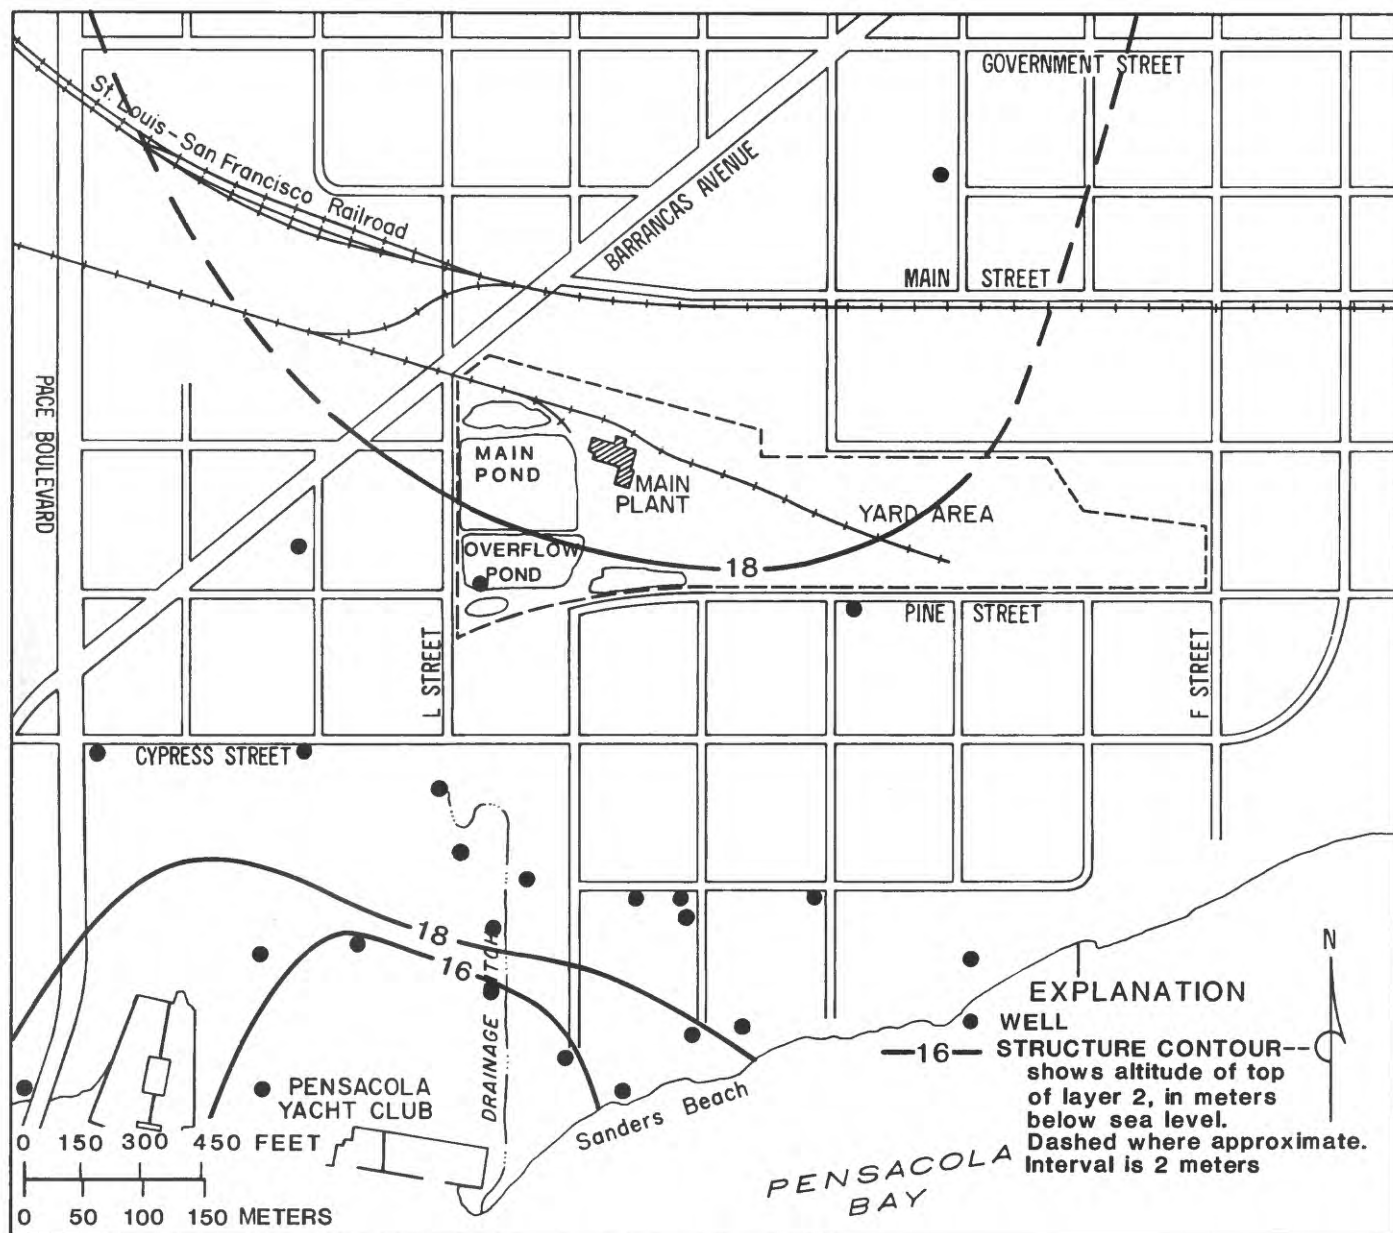 GOVERNMENT STREET
St. Louis-San Francisco Railroad
BARRANCAS AVENUE
MAIN STREET
PACE BOULEVARD
MAIN
POND
MAIN
PLANT
YARD AREA
OVERFLOW
POND
18
PINE STREET
L STREET
F STREET
CYPRESS STREET
18
16
DRAINAGE DITCH
N
EXPLANATION
WELL
16
STRUCTURE CONTOUR--
shows altitude of top
of layer 2, in meters
below sea level.
Dashed where approximate.
Interval is 2 meters
PENSACOLA
YACHT CLUB
Sanders Beach
PENSACOLA
BAY
0 150 300 450 FEET
0 50 100 150 METERS